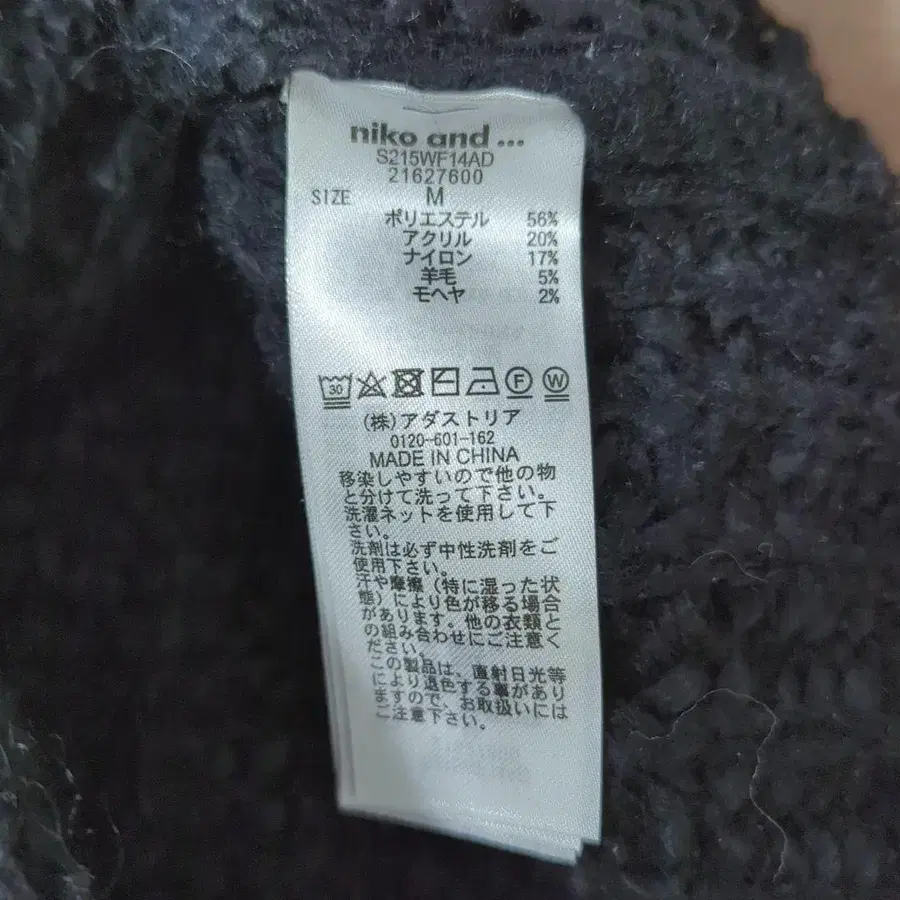 niko and ...
S215WF14AD
21627600
SIZE M
ポリエステル 56%
アクリル 20%
ナイロン 17%
羊毛 5%
モヘヤ 2%
30 F W
(株)アダストリア
0120-601-162
MADE IN CHINA
移染しやすいので他の物
と分けて洗って下さい。
洗濯ネットを使用して下
さい。
洗剤は必ず中性洗剤をご
使用下さい。
汗や摩擦(特に湿った状
態)により色が移る場合
があります。他の衣類と
の組み合わせにご注意く
ださい。
この製品は、直射日光等
により退色する事があり
ますので、お取扱いには
ご注意下さい。